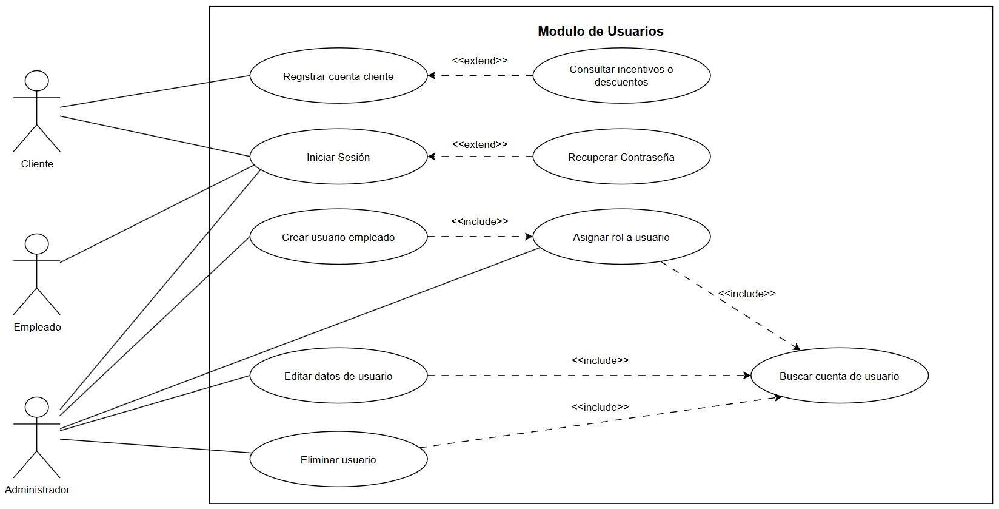 Modulo de Usuarios
<<extend>>
Registrar cuenta cliente
Consultar incentivos o
descuentos
Cliente
<<extend>>
Iniciar Sesión
Recuperar Contraseña
<<include>>
Crear usuario empleado
Asignar rol a usuario
<<include>>
Empleado
<<include>>
Editar datos de usuario
Buscar cuenta de usuario
<<include>>
Eliminar usuario
Administrador